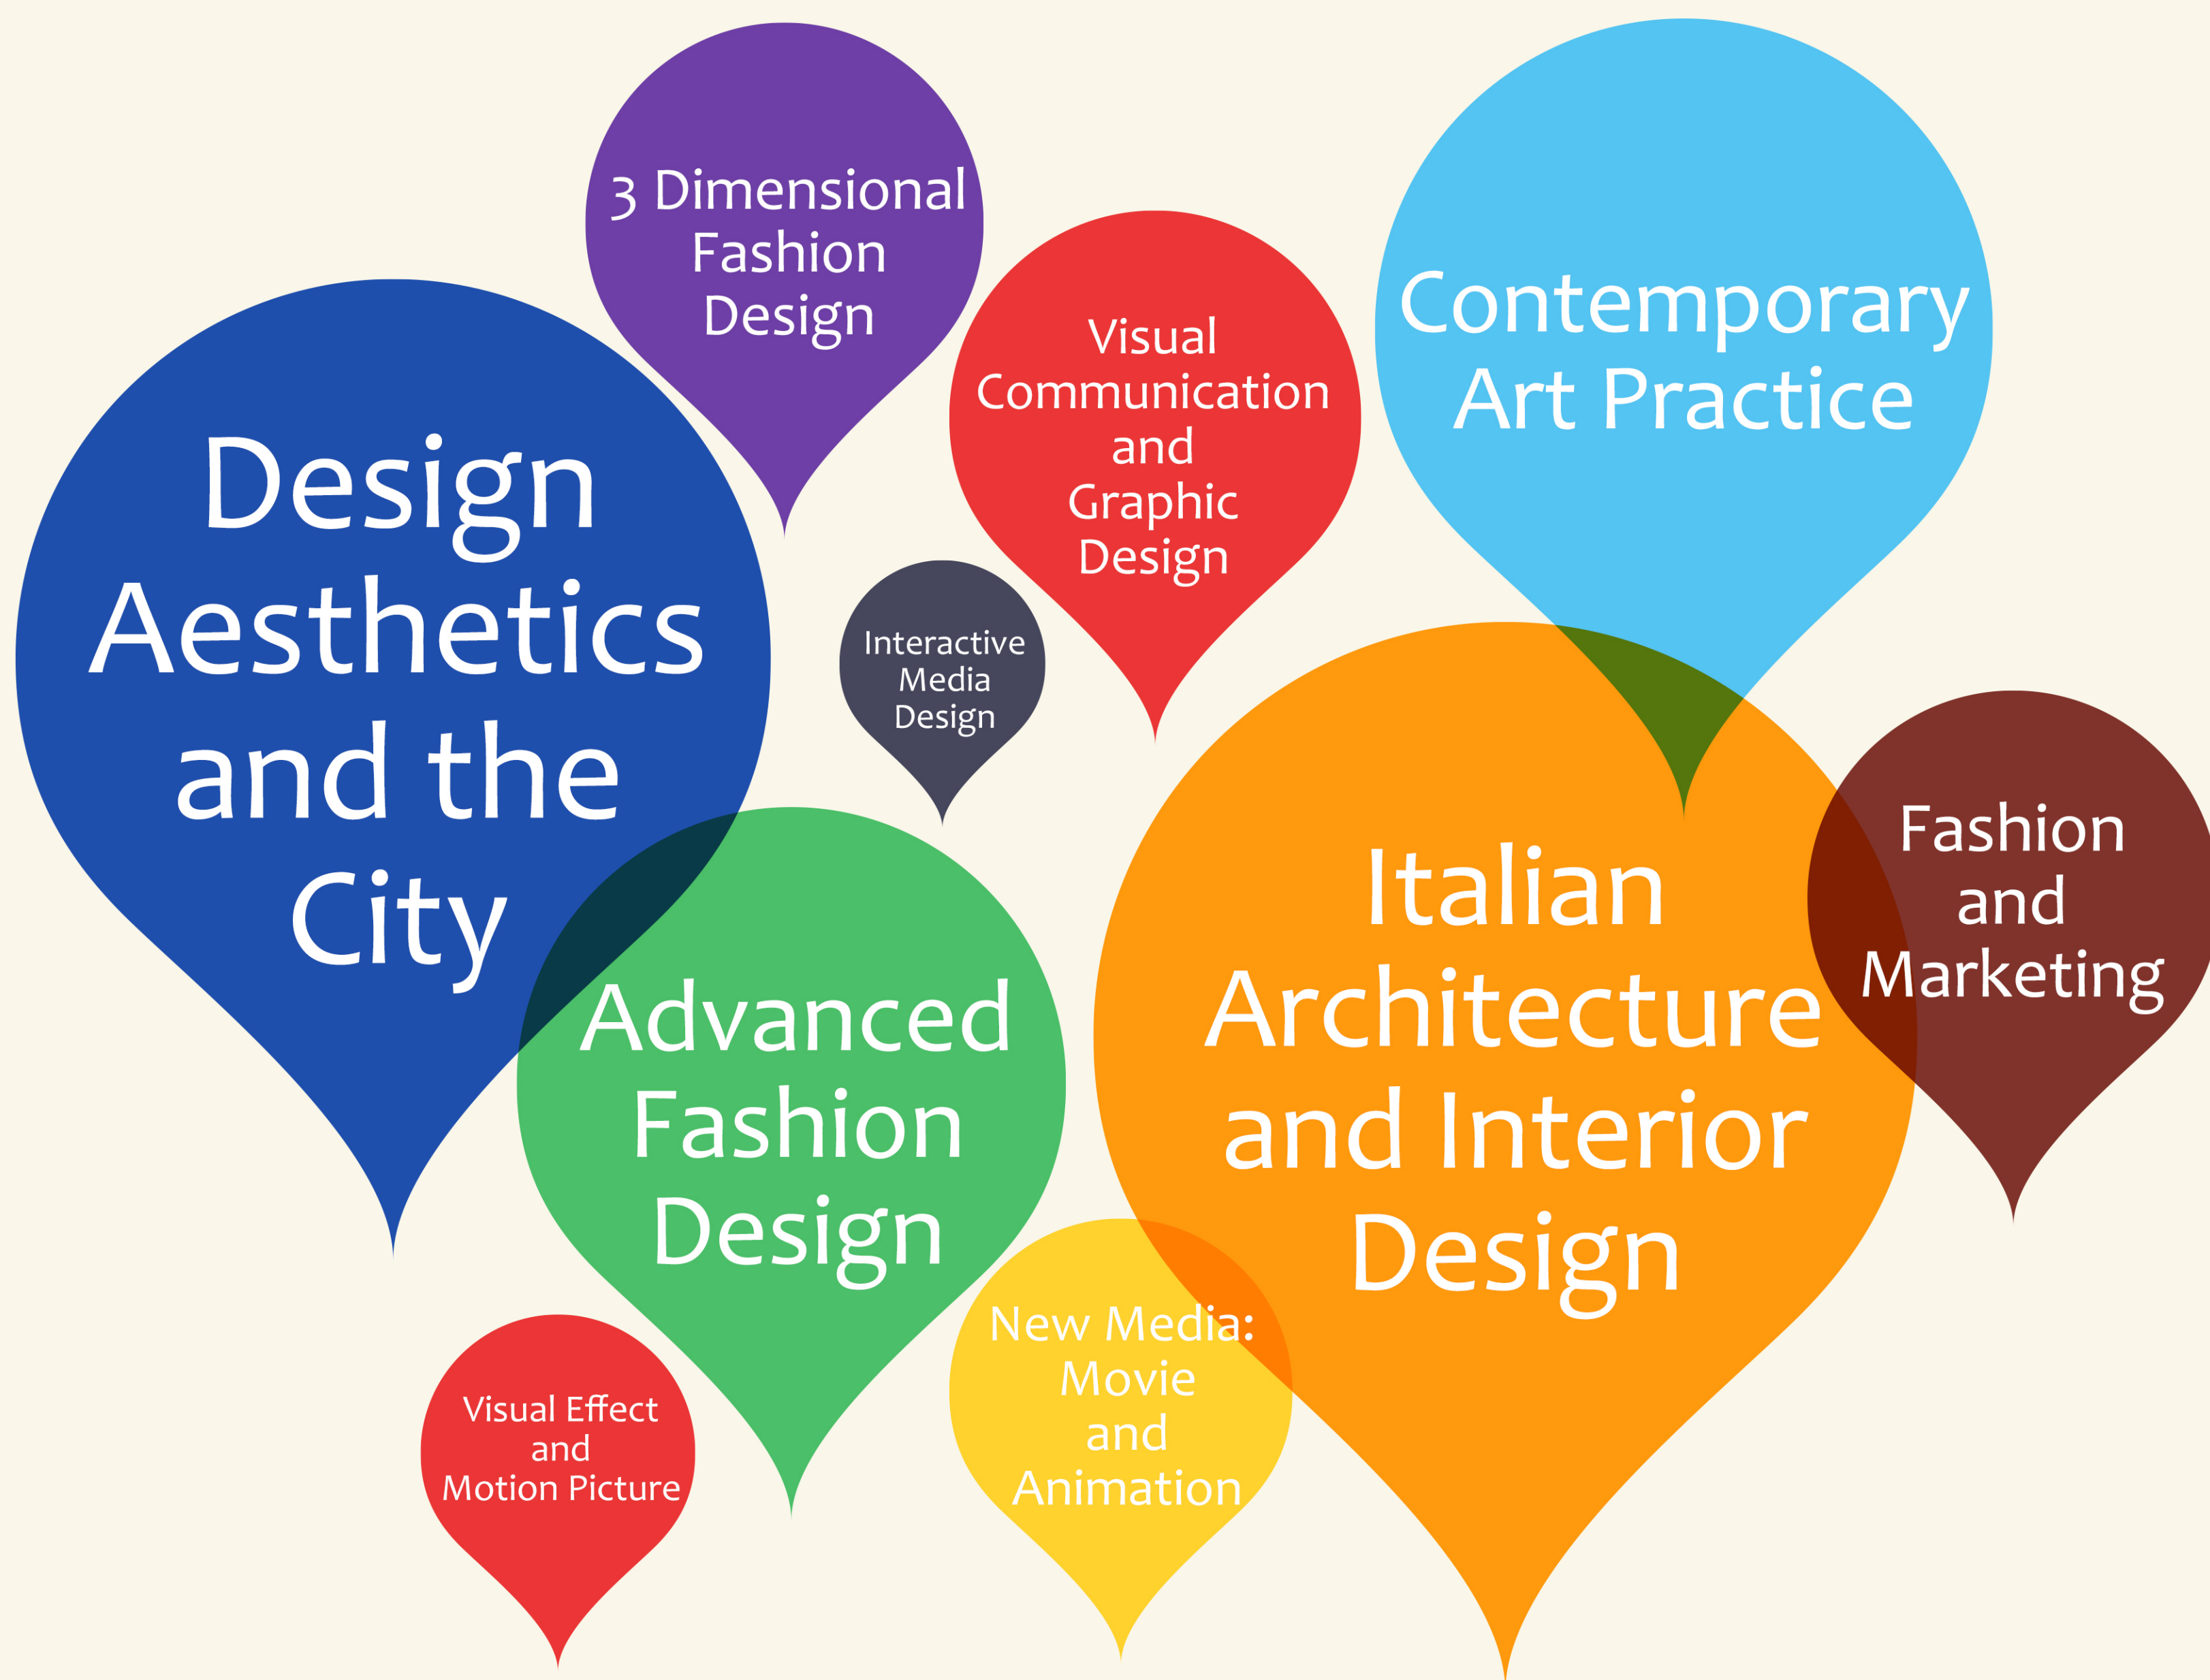 3 Dimensional
Fashion
Design
Contemporary
Art Practice
Visual
Communication
and
Graphic
Design
Design
Aesthetics
and the
City
Interactive
Media
Design
Fashion
and
Marketing
Italian
Architecture
and Interior
Design
Advanced
Fashion
Design
New Media:
Movie
and
Animation
Visual Effect
and
Motion Picture